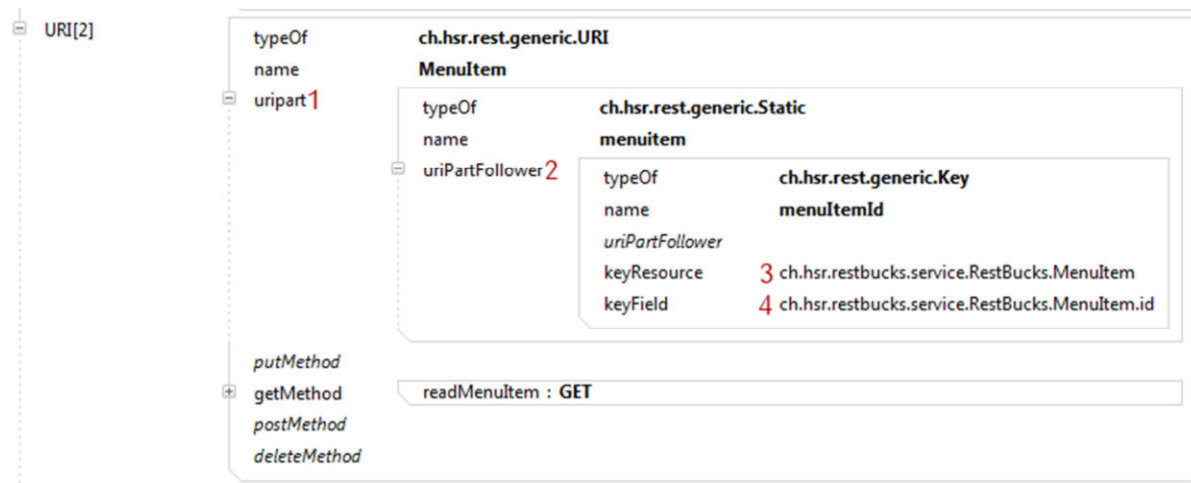 URI[2]
typeOf ch.hsr.rest.generic.URI
name MenuItem
uripart 1
typeOf ch.hsr.rest.generic.Static
name menuitem
uriPartFollower 2
typeOf ch.hsr.rest.generic.Key
name menuItemId
uriPartFollower
keyResource 3 ch.hsr.restbucks.service.RestBucks.MenuItem
keyField 4 ch.hsr.restbucks.service.RestBucks.MenuItem.id
putMethod
getMethod readMenuItem : GET
postMethod
deleteMethod